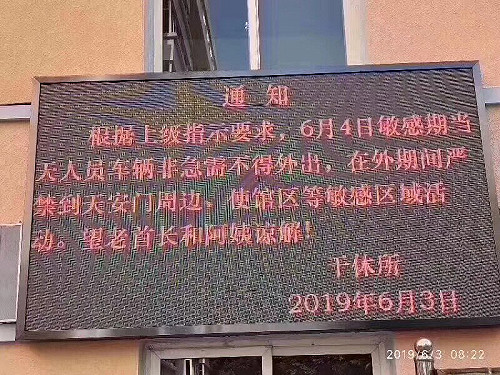 通 知
根据上级指示要求，6月4日敏感期当
天人员车辆非急需不得外出，在外期间严
禁到天安门周边、使馆区等敏感区域活
动。望老首长和阿姨谅解！
干休所
2019年6月3日
2019/6/3 08:22